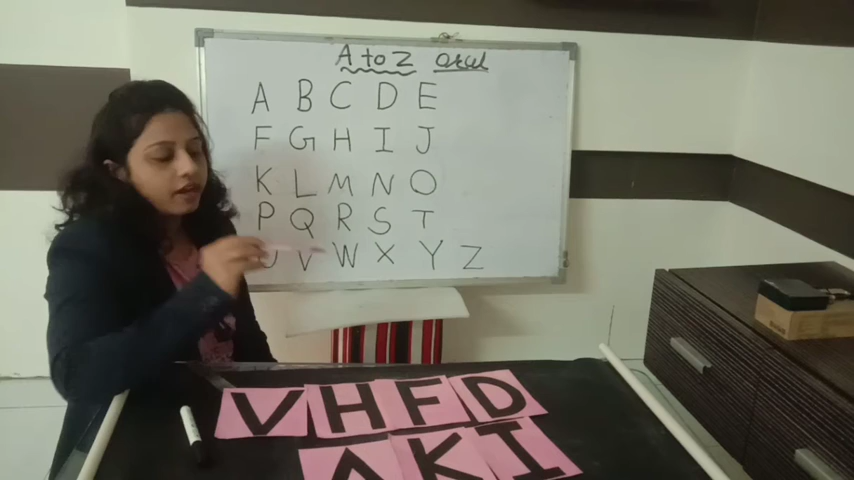 A to Z oral
A B C D E
F G H I J
K L M N O
P Q R S T
U V W X Y Z
V H F D
A K I